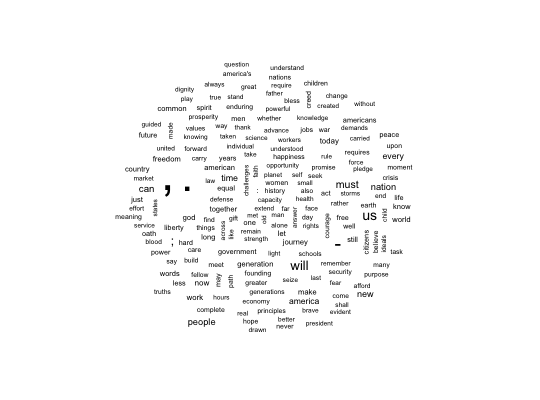 question understand
america's nations
always great require children
dignity father
play true stand bless creed change
common spirit enduring powerful created without
prosperity men whether knowledge americans
guided made values way thank advance jobs war demands peace
future knowing taken science workers today carried
united forward individual understood requires upon
freedom carry years take happiness rule every
country american challenges faith opportunity promise force moment
market law time planet self seek pledge crisis
can , . equal women small must nation
: history also act storms end life
just states defense capacity health rather earth know
effort together extend far face
meaning god find gift met old man answer day courage free us child world
service liberty things one alone rights well
oath across like remain let
blood ; hard long strength journey - still citizens believe ideals
power care government light schools task
say build meet generation will remember many
words fellow founding security purpose
less now may path greater seize last fear afford
truths generations make come new
work hours economy america shall
complete real principles brave evident
people hope better president
drawn never